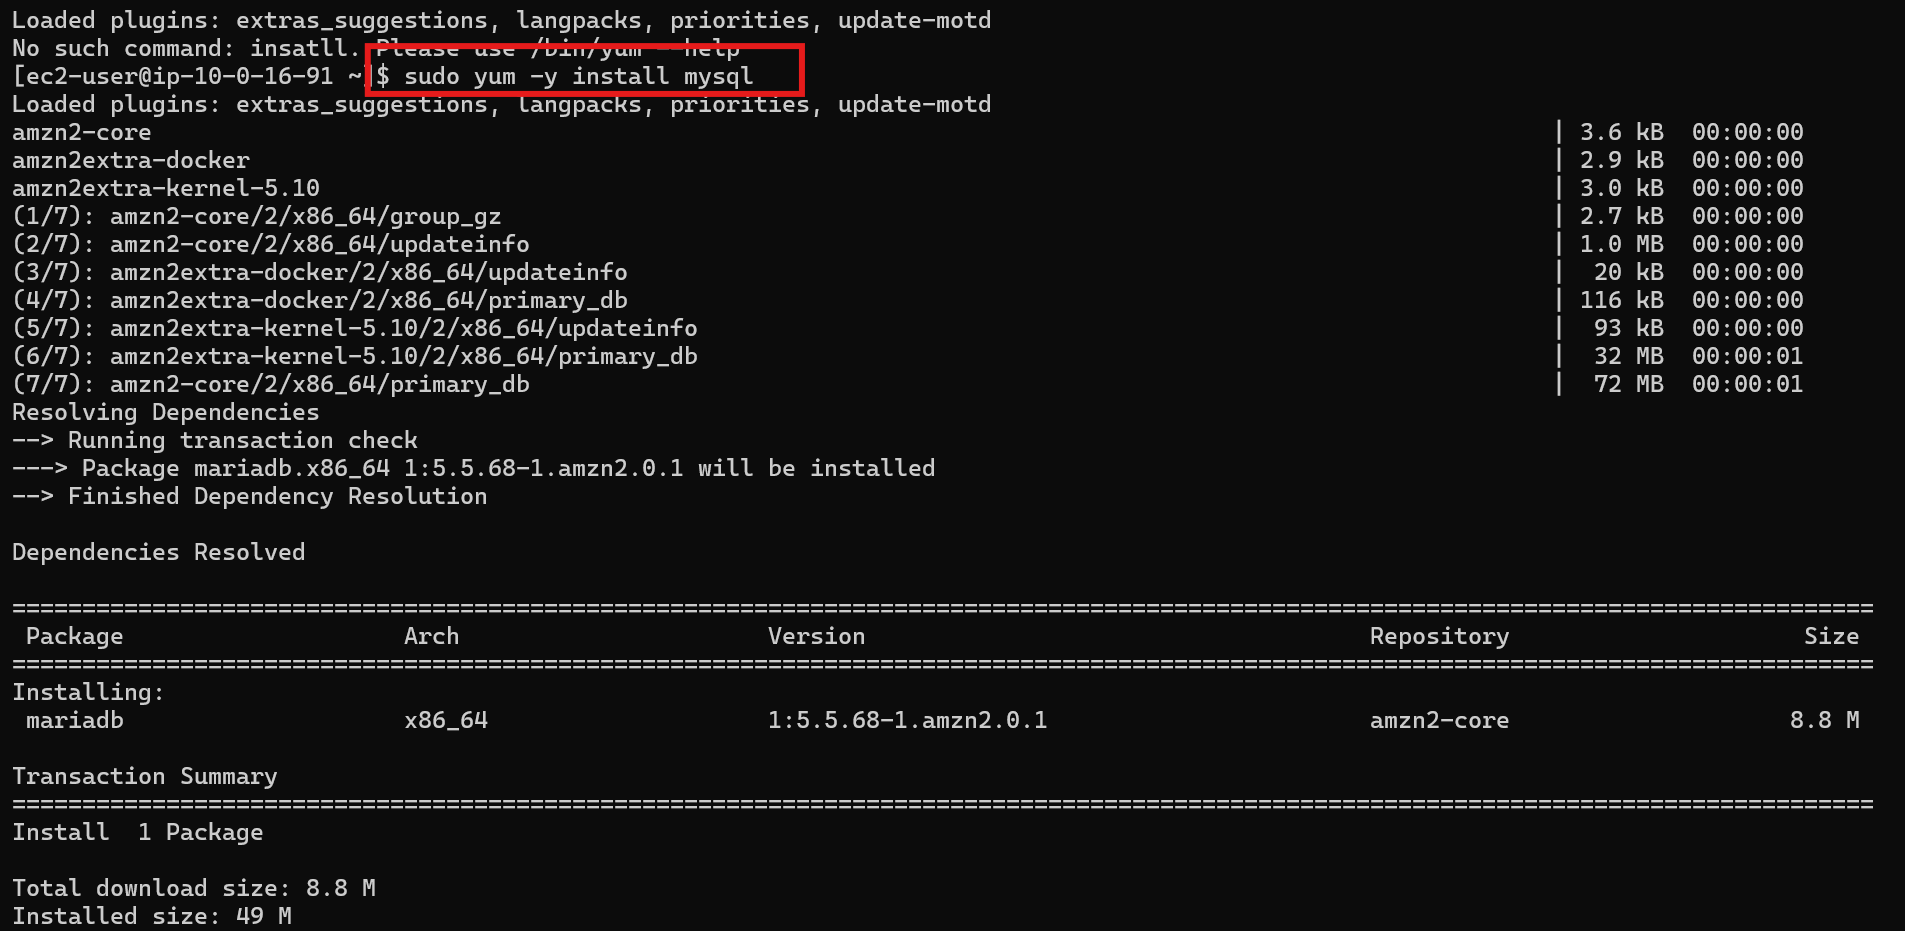 Loaded plugins: extras_suggestions, langpacks, priorities, update-motd
No such command: insatll. Please use /bin/yum --help
[ec2-user@ip-10-0-16-91 ~]$ sudo yum -y install mysql
Loaded plugins: extras_suggestions, langpacks, priorities, update-motd
amzn2-core | 3.6 kB 00:00:00
amzn2extra-docker | 2.9 kB 00:00:00
amzn2extra-kernel-5.10 | 3.0 kB 00:00:00
(1/7): amzn2-core/2/x86_64/group_gz | 2.7 kB 00:00:00
(2/7): amzn2-core/2/x86_64/updateinfo | 1.0 MB 00:00:00
(3/7): amzn2extra-docker/2/x86_64/updateinfo | 20 kB 00:00:00
(4/7): amzn2extra-docker/2/x86_64/primary_db | 116 kB 00:00:00
(5/7): amzn2extra-kernel-5.10/2/x86_64/updateinfo | 93 kB 00:00:00
(6/7): amzn2extra-kernel-5.10/2/x86_64/primary_db | 32 MB 00:00:01
(7/7): amzn2-core/2/x86_64/primary_db | 72 MB 00:00:01
Resolving Dependencies
--> Running transaction check
---> Package mariadb.x86_64 1:5.5.68-1.amzn2.0.1 will be installed
--> Finished Dependency Resolution
Dependencies Resolved
=====================================================================================================================================
Package Arch Version Repository Size
=====================================================================================================================================
Installing:
mariadb x86_64 1:5.5.68-1.amzn2.0.1 amzn2-core 8.8 M
Transaction Summary
=====================================================================================================================================
Install 1 Package
Total download size: 8.8 M
Installed size: 49 M